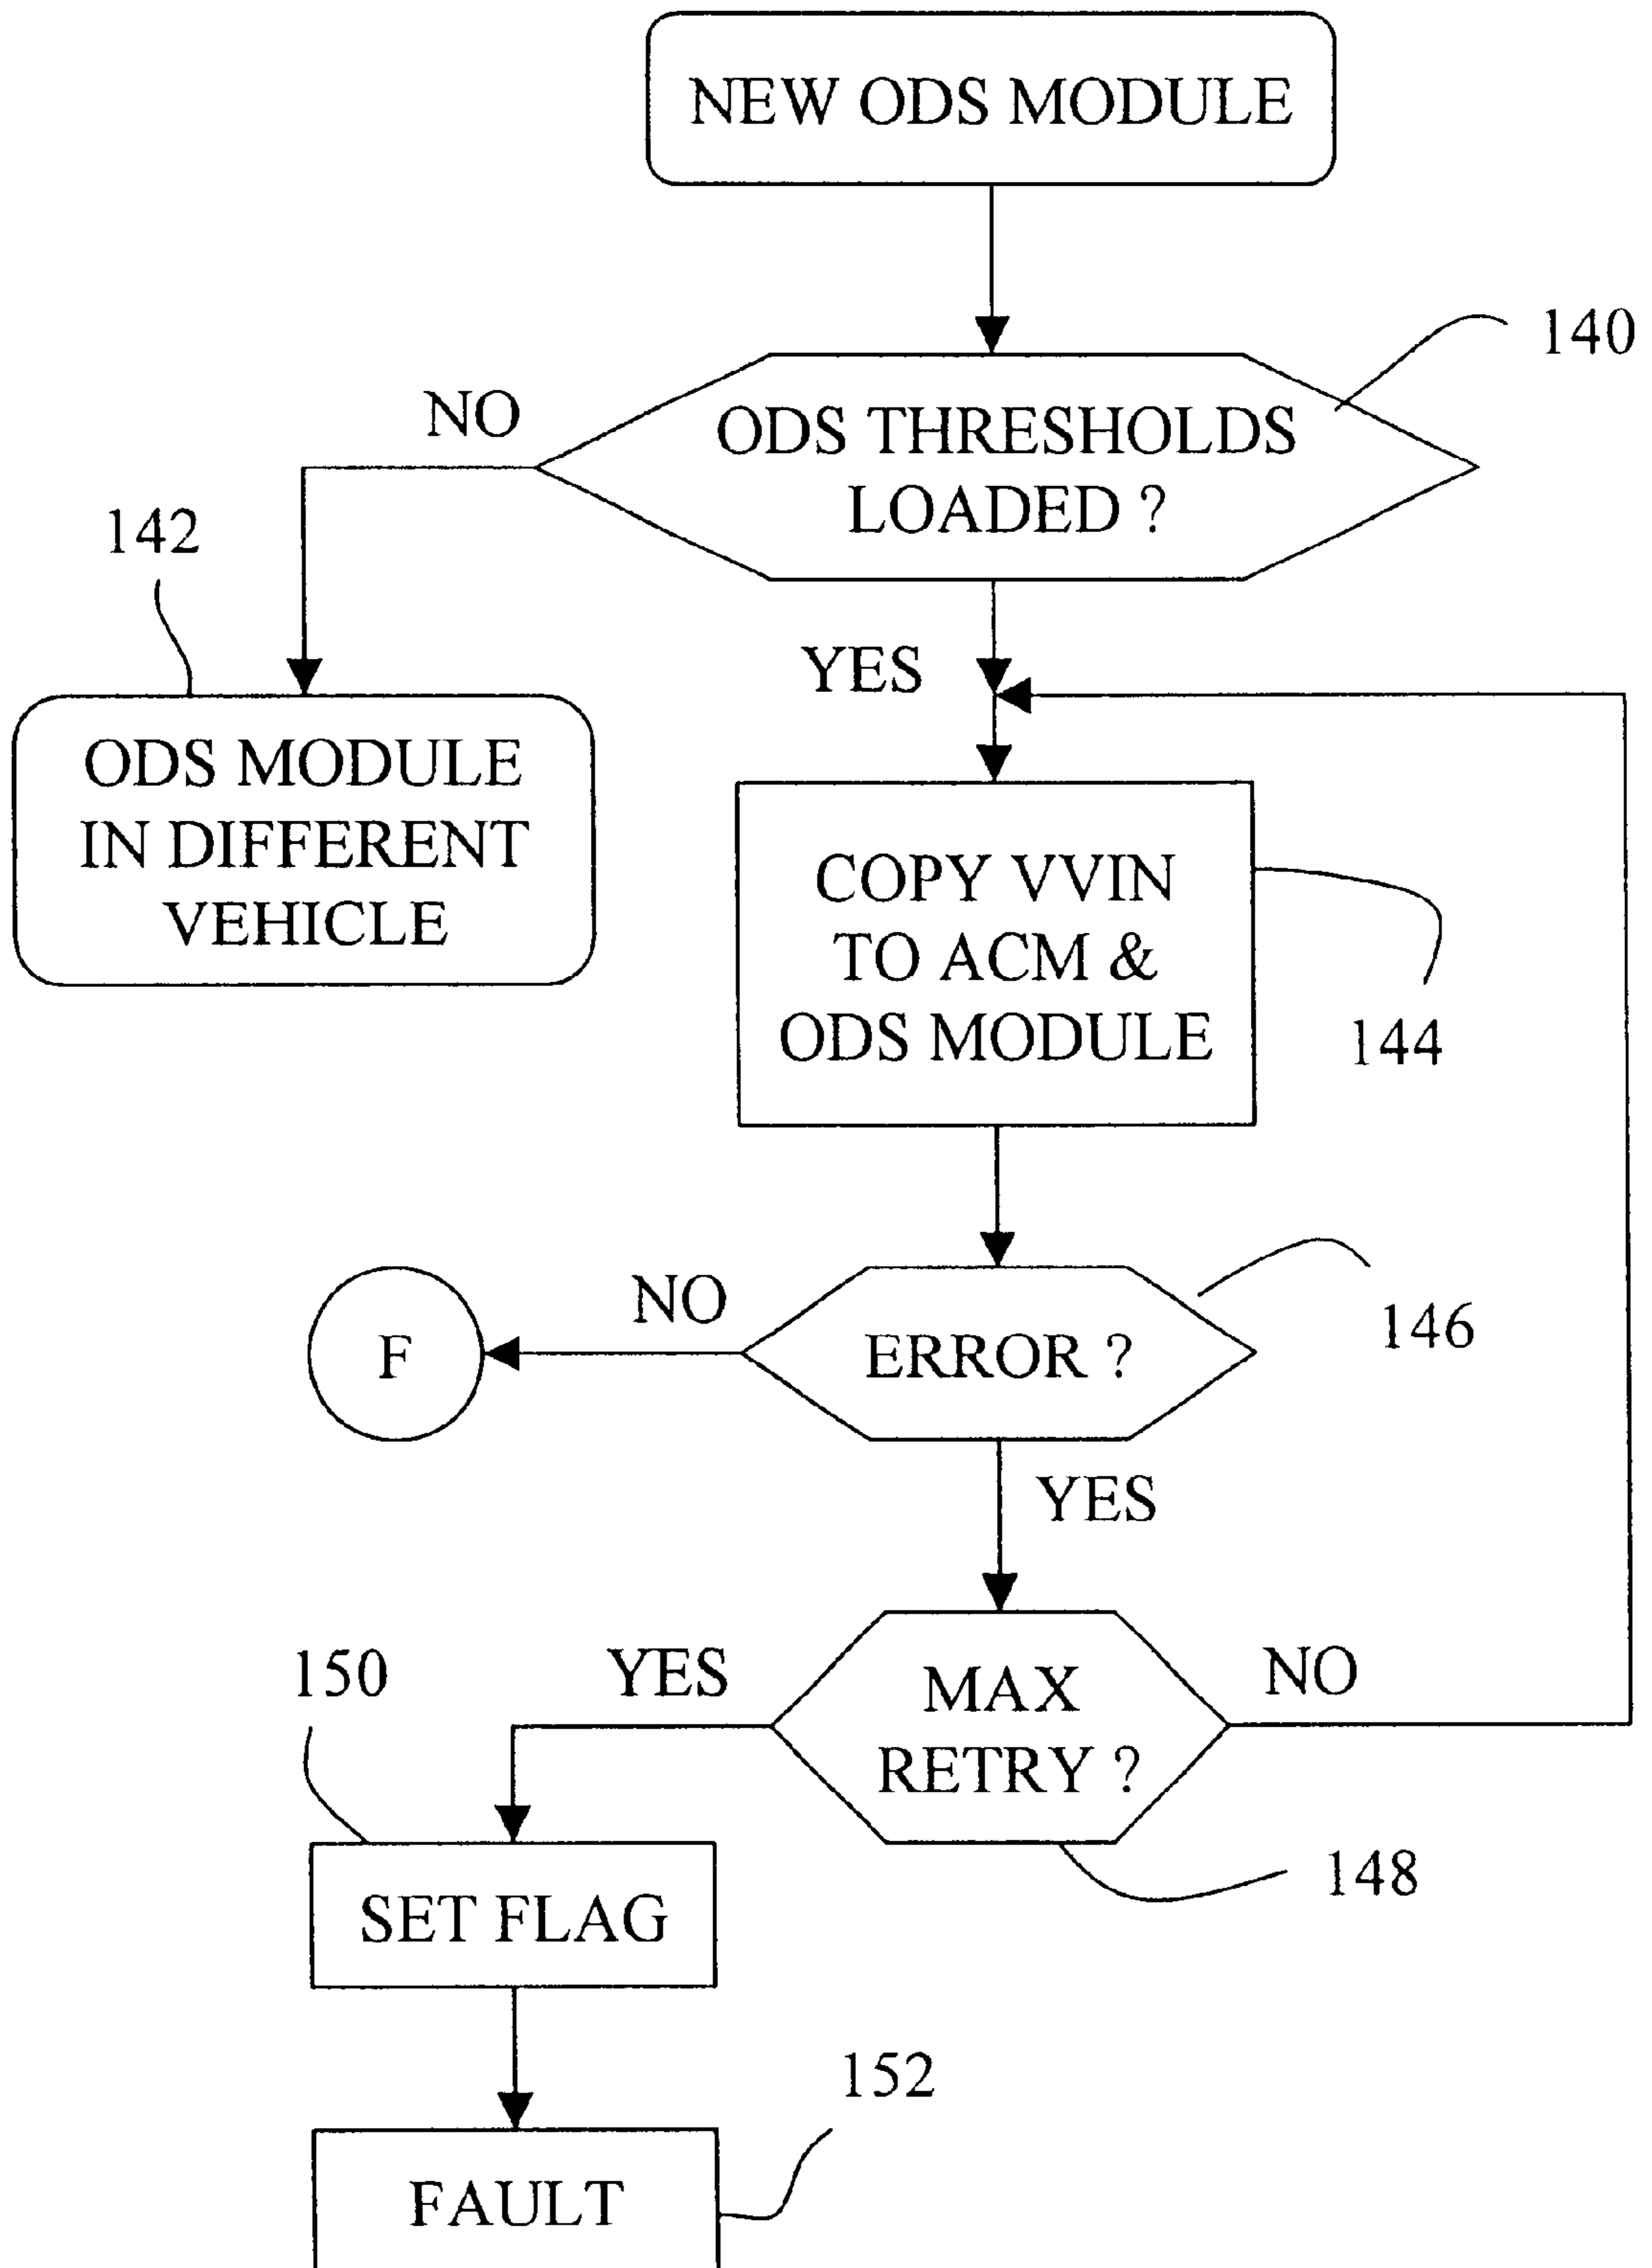 NEW ODS MODULE
140
NO
ODS THRESHOLDS
LOADED ?
142
YES
ODS MODULE
IN DIFFERENT
VEHICLE
COPY VVIN
TO ACM &
ODS MODULE
144
NO
F
ERROR ?
146
YES
150
YES
MAX
RETRY ?
NO
148
SET FLAG
152
FAULT